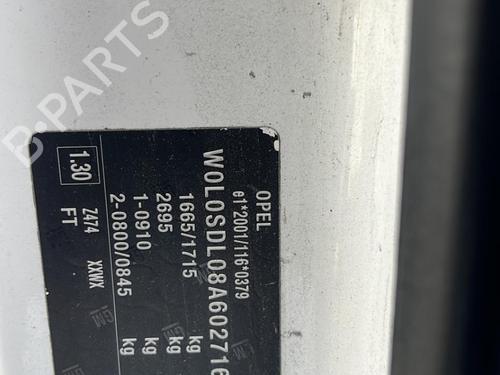 OPEL
e1*2001/116*0379
W0L0SDL08A602716
1665/1715 kg
2695 kg
1-0910 kg
2-0800/0845 kg
1.30 Z474 XXWX
FT
B-PARTS